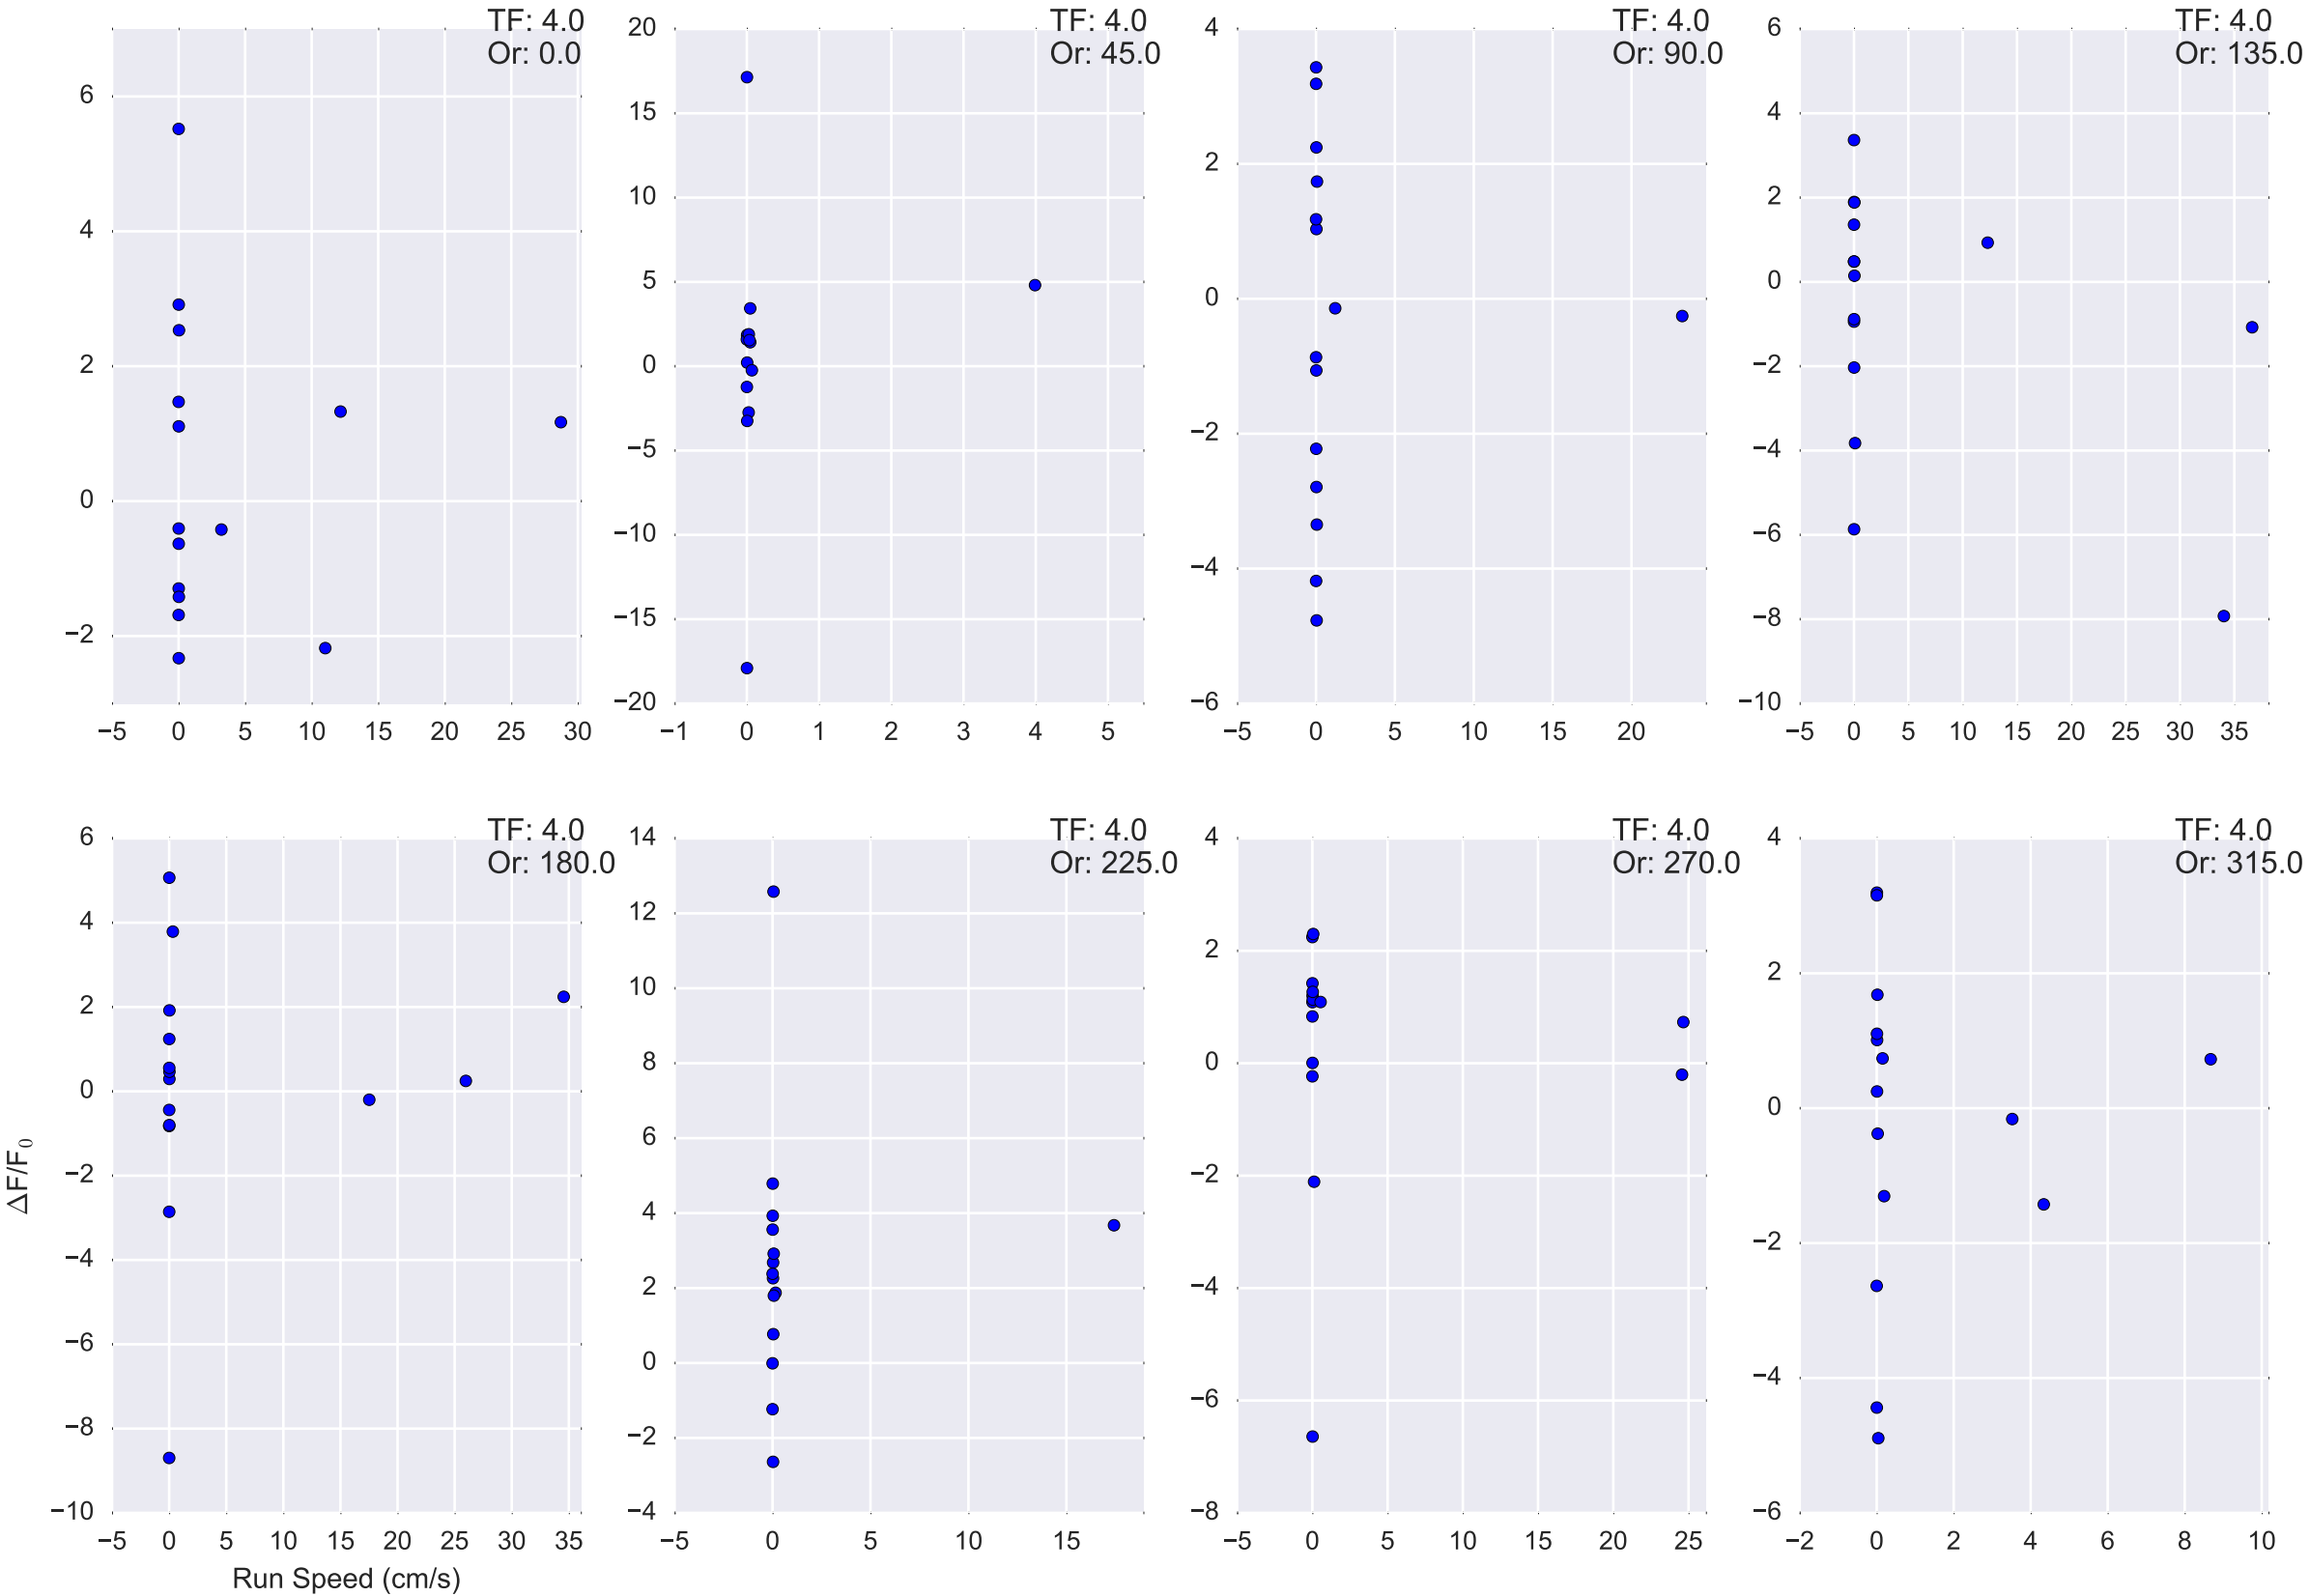 TF: 4.0
Or: 0.0
6
4
2
0
−2
−5 0 5 10 15 20 25 30
TF: 4.0
Or: 45.0
20
15
10
5
0
−5
−10
−15
−20
−1 0 1 2 3 4 5
TF: 4.0
Or: 90.0
4
2
0
−2
−4
−6
−5 0 5 10 15 20
TF: 4.0
Or: 135.0
6
4
2
0
−2
−4
−6
−8
−10
−5 0 5 10 15 20 25 30 35
TF: 4.0
Or: 180.0
6
4
2
0
−2
−4
−6
−8
−10
−5 0 5 10 15 20 25 30 35
Run Speed (cm/s)
ΔF/F₀
TF: 4.0
Or: 225.0
14
12
10
8
6
4
2
0
−2
−4
−5 0 5 10 15
TF: 4.0
Or: 270.0
4
2
0
−2
−4
−6
−8
−5 0 5 10 15 20 25
TF: 4.0
Or: 315.0
4
2
0
−2
−4
−6
−2 0 2 4 6 8 10